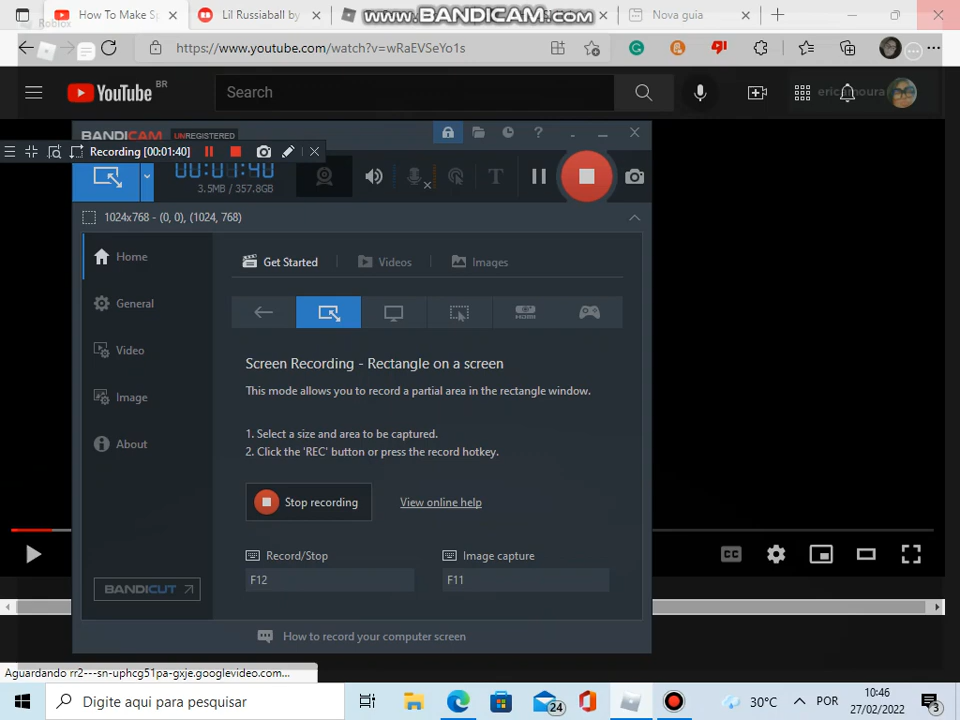 How To Make S
Lil Russiaball by
www.BANDICAM.com
Nova guia
Roblox
https://www.youtube.com/watch?v=wRaEVSeYo1s
YouTube BR
Search
ericmoura
BANDICAM UNREGISTERED
Recording [00:01:40]
00:01:40
3.5MB / 357.8GB
1024x768 - (0, 0), (1024, 768)
Home
General
Video
Image
About
Get Started
Videos
Images
HDMI
Screen Recording - Rectangle on a screen
This mode allows you to record a partial area in the rectangle window.
1. Select a size and area to be captured.
2. Click the 'REC' button or press the record hotkey.
Stop recording
View online help
Record/Stop
Image capture
F12
F11
BANDICUT
CC
How to record your computer screen
Aguardando rr2---sn-uphcg51pa-gxje.googlevideo.com...
Digite aqui para pesquisar
24
30°C
POR
10:46
27/02/2022
3